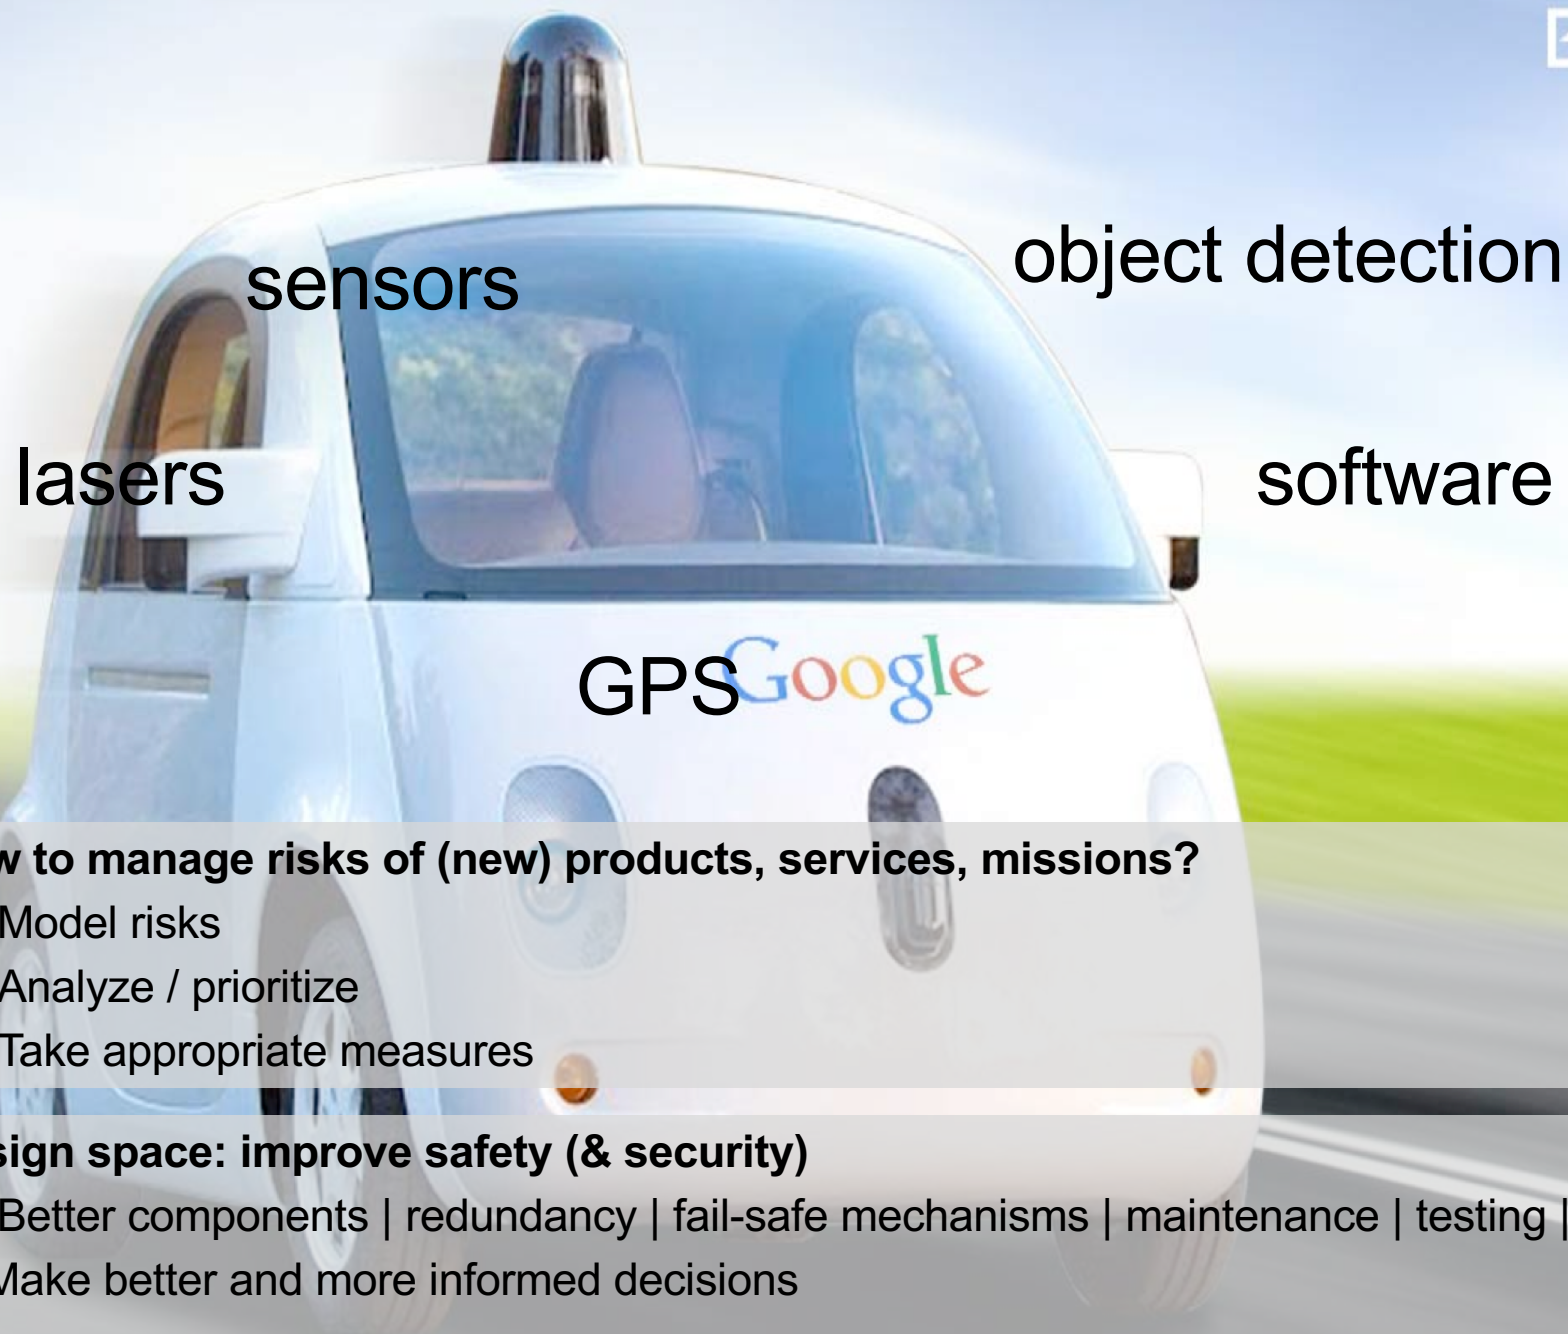 sensors
object detection
lasers
software
GPS
Google
w to manage risks of (new) products, services, missions?
Model risks
Analyze / prioritize
Take appropriate measures
sign space: improve safety (& security)
Better components | redundancy | fail-safe mechanisms | maintenance | testing |
Make better and more informed decisions